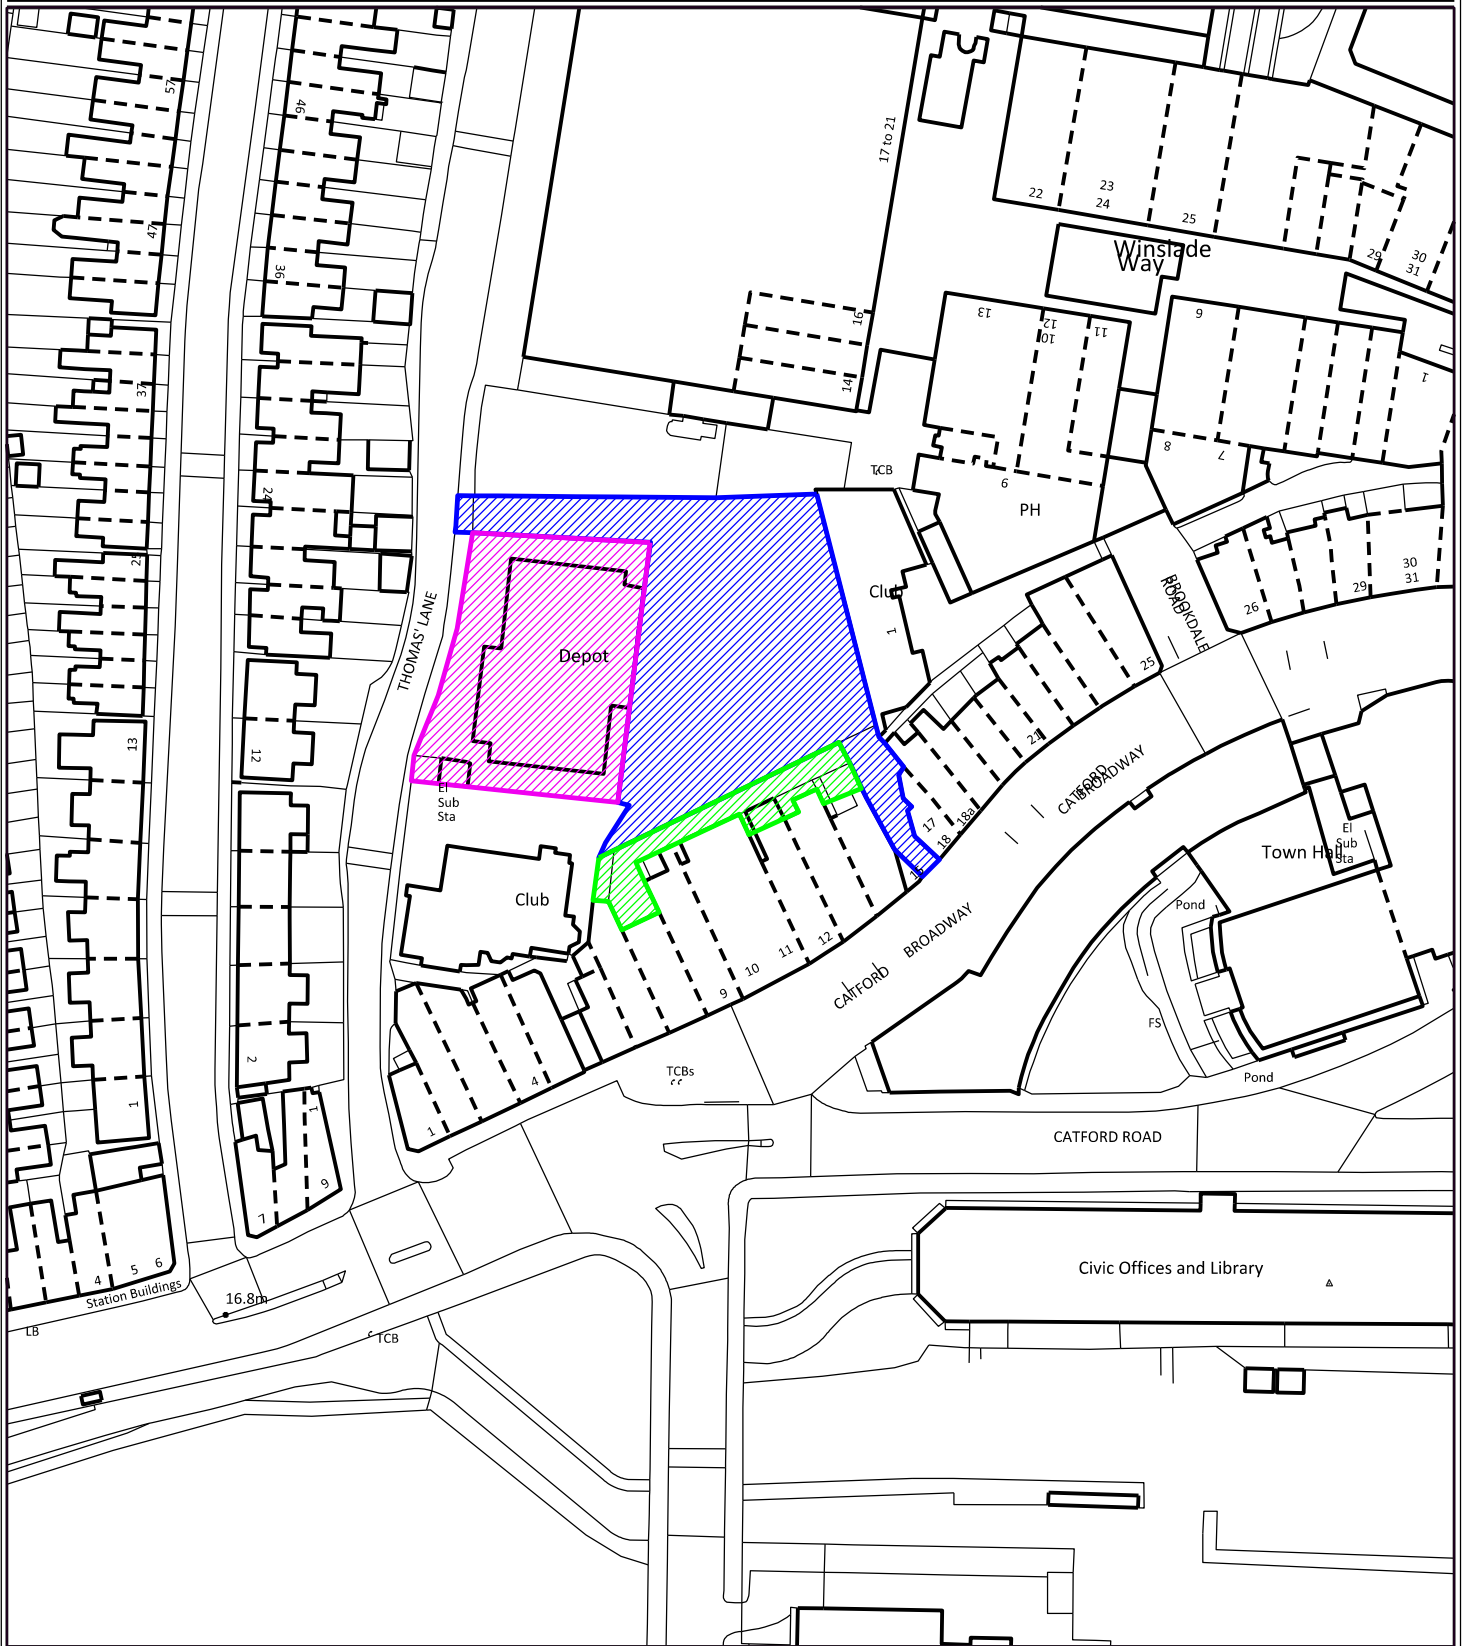 57
46
17 to 21
22
23
24
25
Winslade
Way
29
30
31
47
36
16
14
13
12
10
11
9
8
7
1
37
TCB
6
PH
24
25
THOMAS' LANE
Depot
Club
1
BROOKDALE
ROAD
26
29
30
31
25
13
12
El
Sub
Sta
21
CATFORD
BROADWAY
17
18
18a
Town Hall
El
Sub
Sta
Club
Pond
BROADWAY
CATFORD
12
11
10
9
4
1
FS
Pond
TCBs
2
1
1
CATFORD ROAD
7
9
Civic Offices and Library
4
5
6
Station Buildings
16.8m
LB
TCB